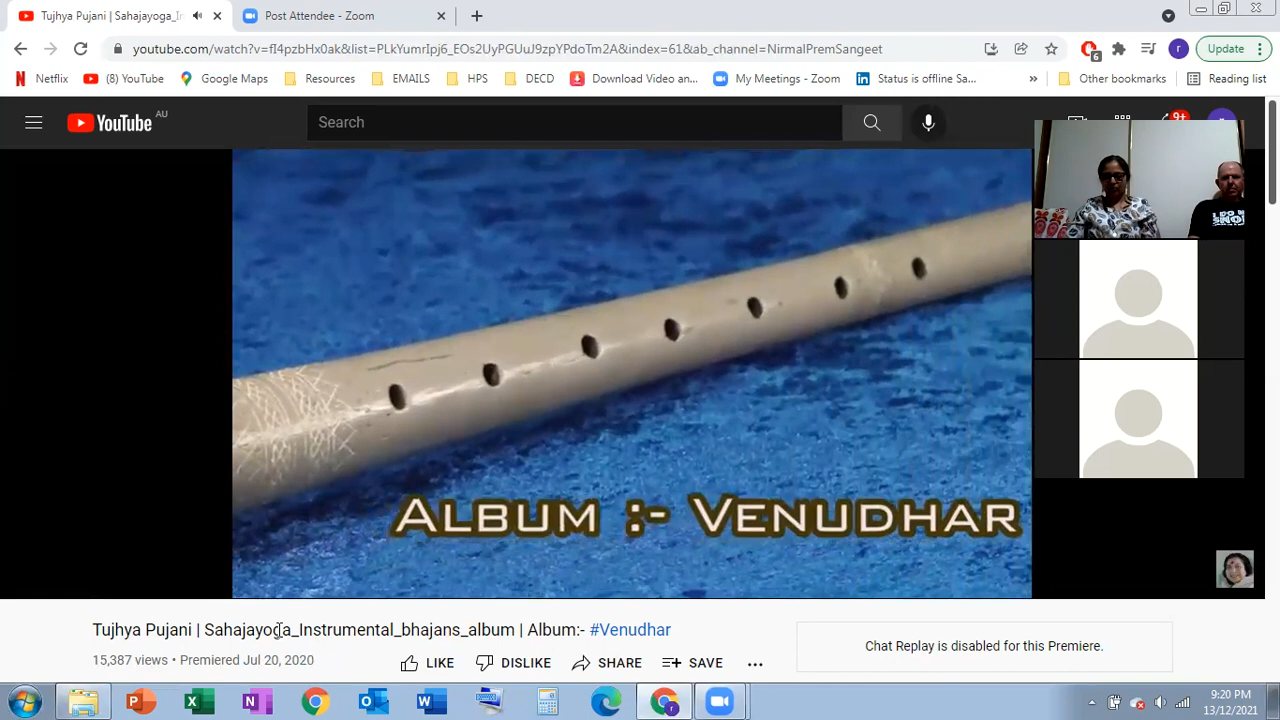 Tujhya Pujani | Sahajayoga_In
Post Attendee - Zoom
youtube.com/watch?v=fI4pzbHx0ak&list=PLkYumrIpj6_EOs2UyPGUuJ9zpYPdoTm2A&index=61&ab_channel=NirmalPremSangeet
6
r
Update
Netflix
(8) YouTube
Google Maps
Resources
EMAILS
HPS
DECD
Download Video an...
My Meetings - Zoom
Status is offline Sa...
»
Other bookmarks
Reading list
YouTube AU
Search
9+
ALBUM :- VENUDHAR
Tujhya Pujani | Sahajayoga_Instrumental_bhajans_album | Album:- #Venudhar
15,387 views • Premiered Jul 20, 2020
LIKE
DISLIKE
SHARE
SAVE
...
Chat Replay is disabled for this Premiere.
9:20 PM
13/12/2021